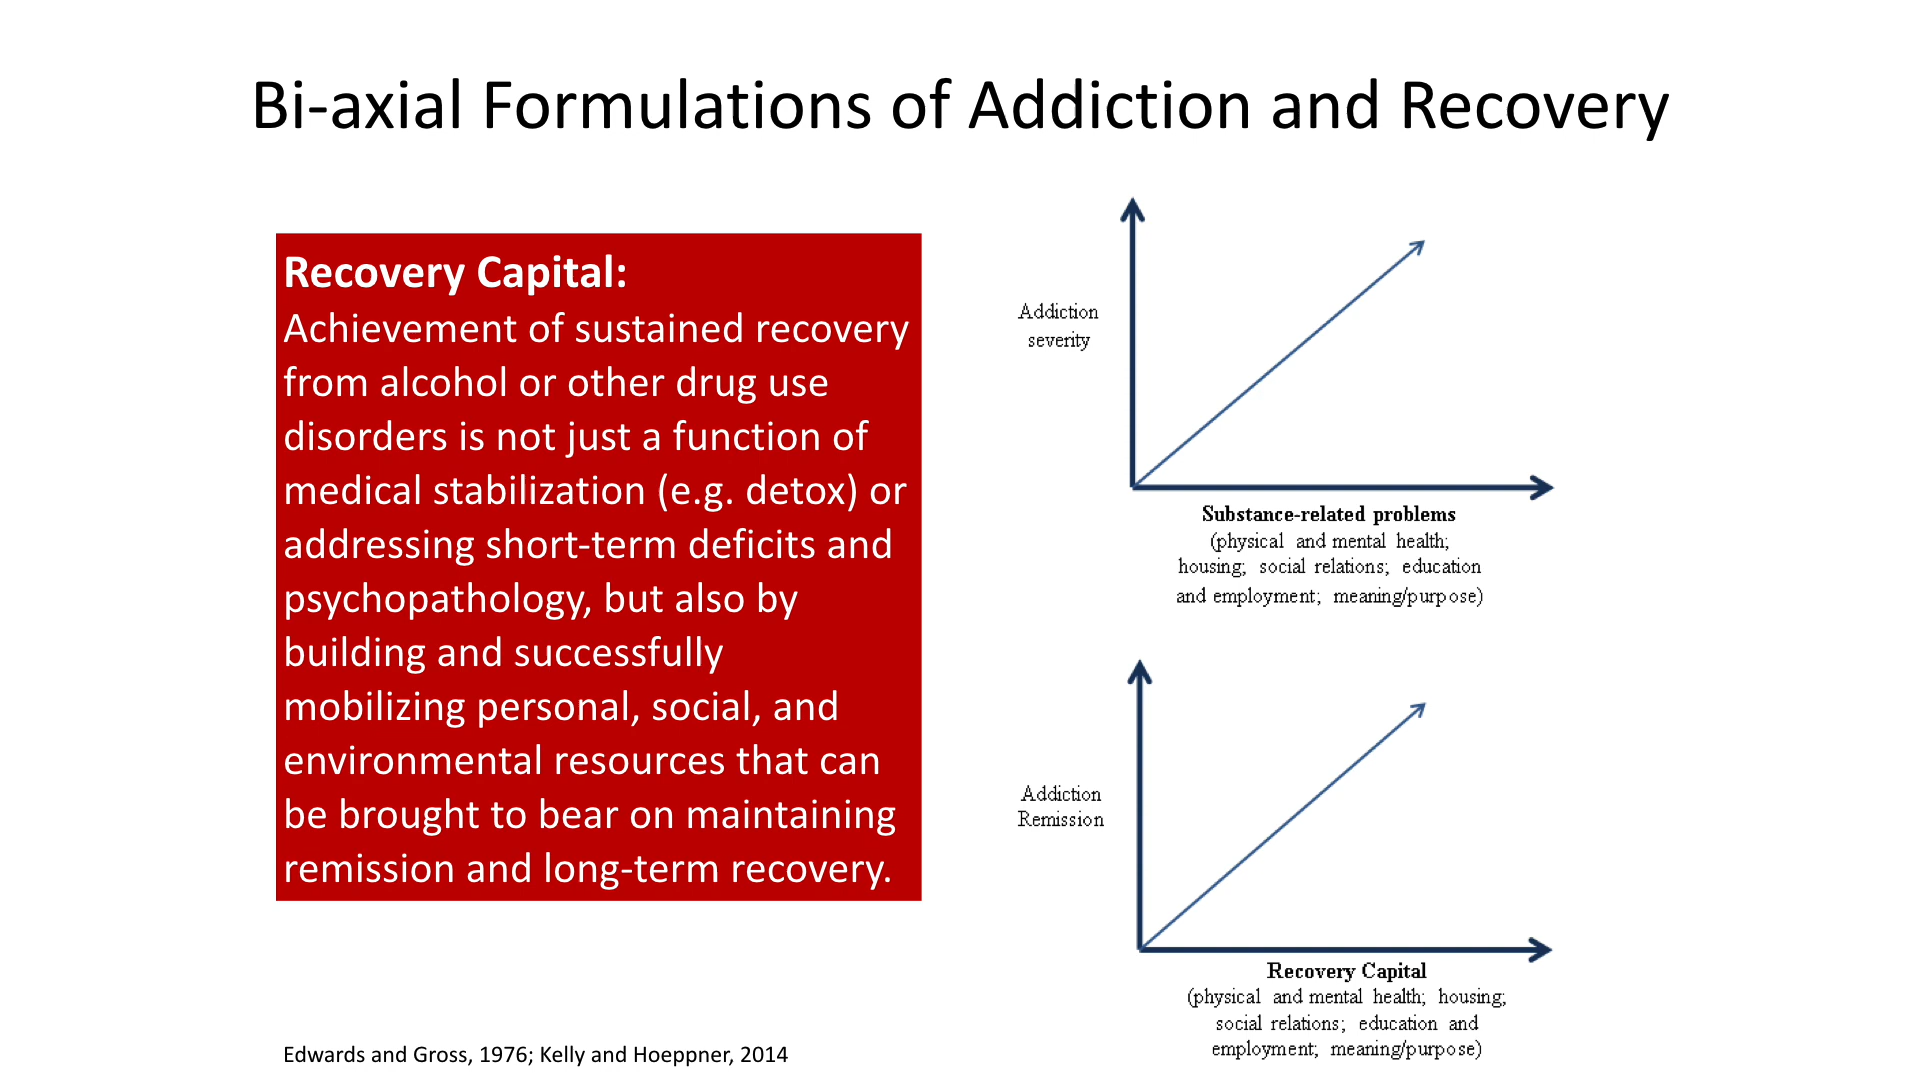 Bi-axial Formulations of Addiction and Recovery
Recovery Capital:
Achievement of sustained recovery
from alcohol or other drug use
disorders is not just a function of
medical stabilization (e.g. detox) or
addressing short-term deficits and
psychopathology, but also by
building and successfully
mobilizing personal, social, and
environmental resources that can
be brought to bear on maintaining
remission and long-term recovery.
Addiction
severity
Substance-related problems
(physical and mental health;
housing; social relations; education
and employment; meaning/purpose)
Addiction
Remission
Recovery Capital
(physical and mental health; housing;
social relations; education and
employment; meaning/purpose)
Edwards and Gross, 1976; Kelly and Hoeppner, 2014